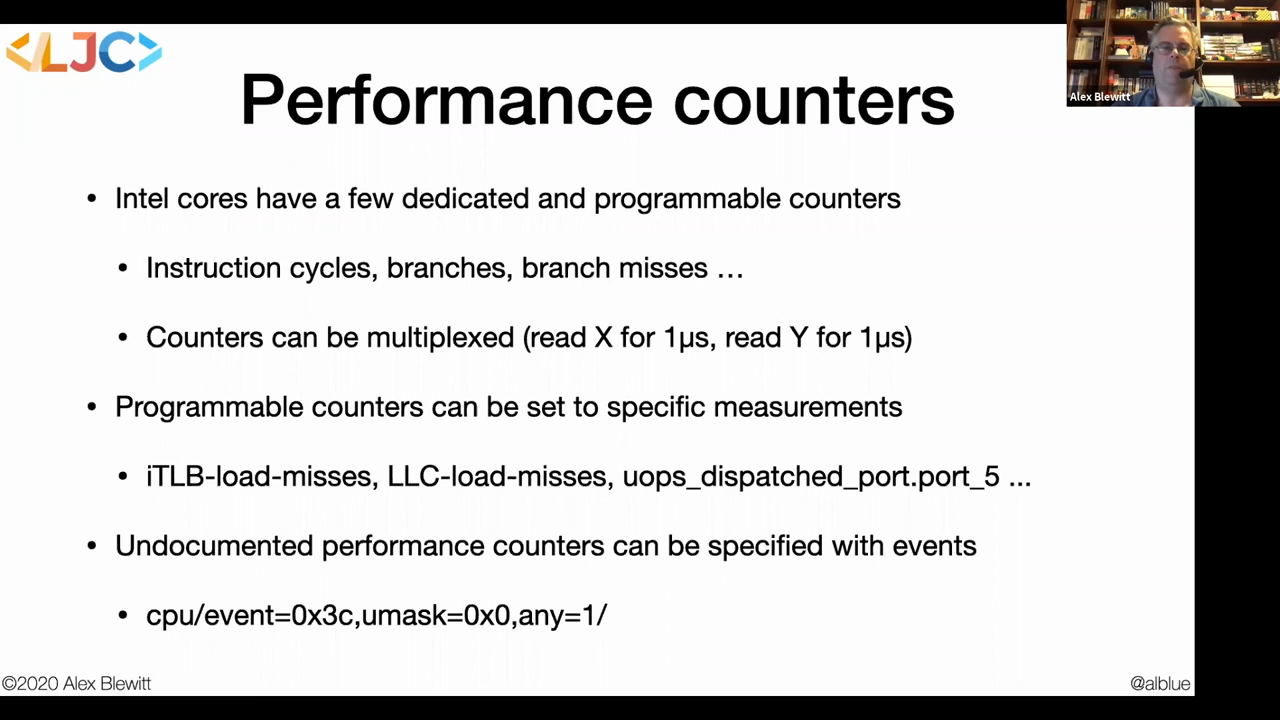 <LJC>
Alex Blewitt
Performance counters
• Intel cores have a few dedicated and programmable counters
• Instruction cycles, branches, branch misses …
• Counters can be multiplexed (read X for 1μs, read Y for 1μs)
• Programmable counters can be set to specific measurements
• iTLB-load-misses, LLC-load-misses, uops_dispatched_port.port_5 ...
• Undocumented performance counters can be specified with events
• cpu/event=0x3c,umask=0x0,any=1/
©2020 Alex Blewitt
@alblue